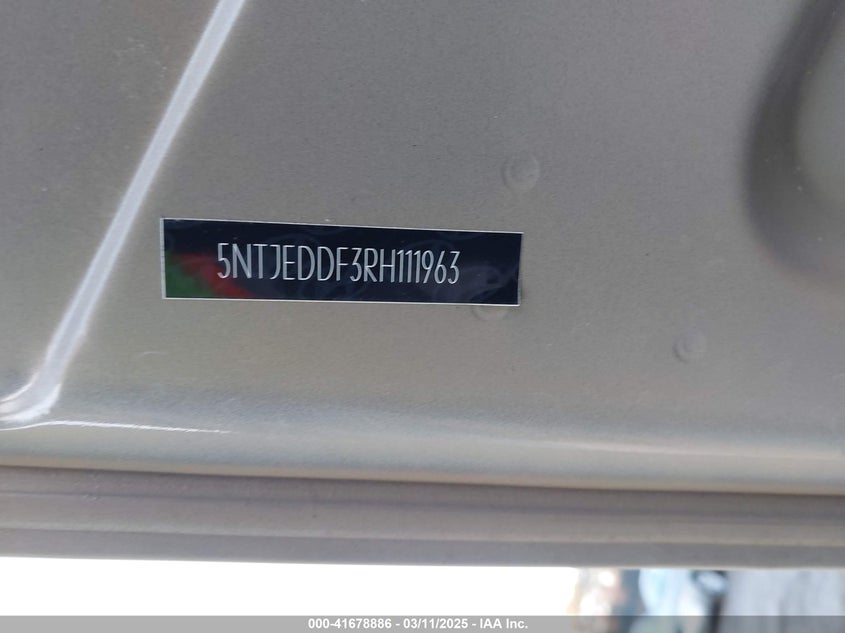 5NTJEDDF3RH111963
000-41678886 - 03/11/2025 - IAA Inc.